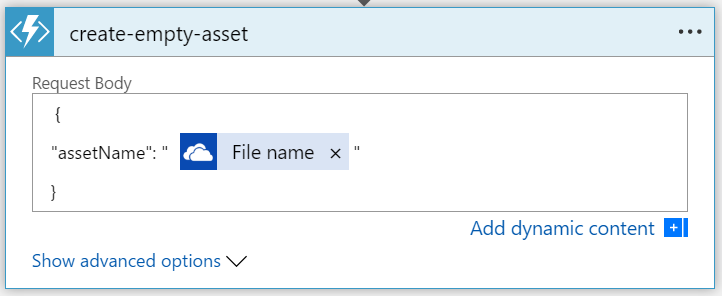 create-empty-asset
Request Body
{
"assetName": " File name × "
}
Add dynamic content
Show advanced options